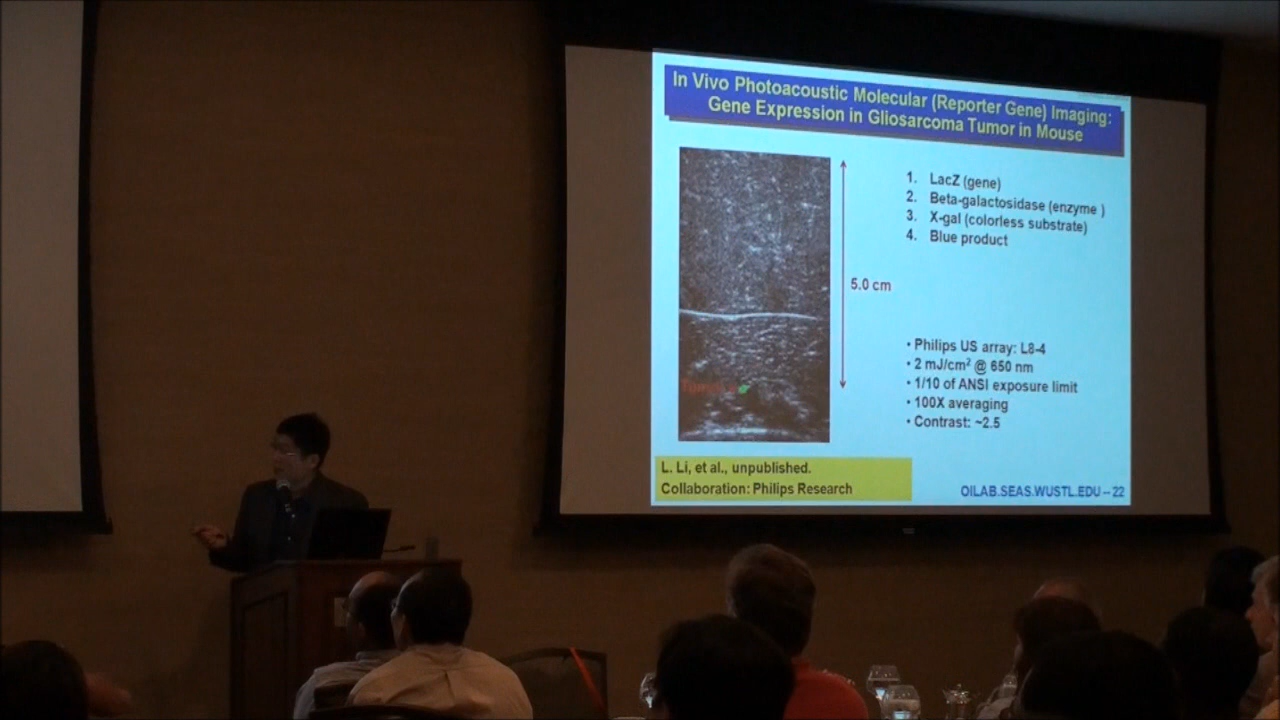 In Vivo Photoacoustic Molecular (Reporter Gene) Imaging:
Gene Expression in Gliosarcoma Tumor in Mouse
1. LacZ (gene)
2. Beta-galactosidase (enzyme )
3. X-gal (colorless substrate)
4. Blue product
5.0 cm
• Philips US array: L8-4
• 2 mJ/cm² @ 650 nm
• 1/10 of ANSI exposure limit
• 100X averaging
• Contrast: ~2.5
L. Li, et al., unpublished.
Collaboration: Philips Research
OILAB.SEAS.WUSTL.EDU – 22